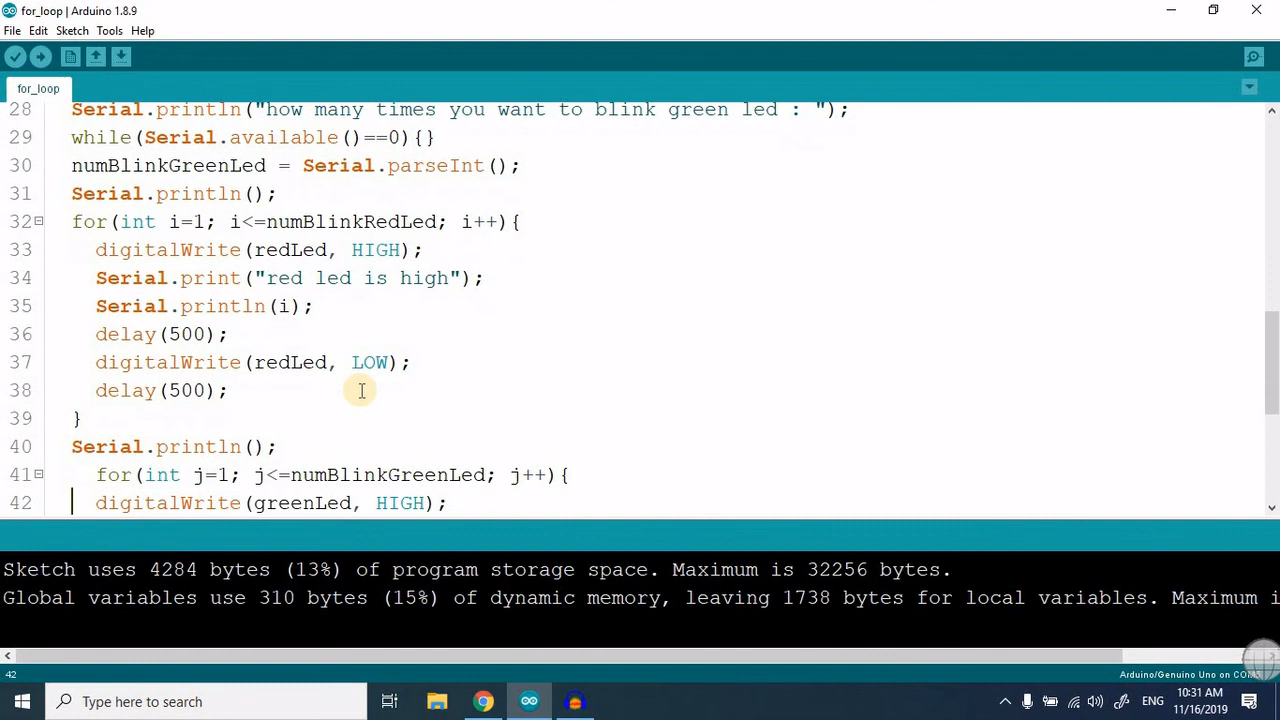 for_loop | Arduino 1.8.9
File Edit Sketch Tools Help
for_loop
28 Serial.println("how many times you want to blink green led : ");
29 while(Serial.available()==0){}
30 numBlinkGreenLed = Serial.parseInt();
31 Serial.println();
32 for(int i=1; i<=numBlinkRedLed; i++){
33 digitalWrite(redLed, HIGH);
34 Serial.print("red led is high");
35 Serial.println(i);
36 delay(500);
37 digitalWrite(redLed, LOW);
38 delay(500);
39 }
40 Serial.println();
41 for(int j=1; j<=numBlinkGreenLed; j++){
42 digitalWrite(greenLed, HIGH);
Sketch uses 4284 bytes (13%) of program storage space. Maximum is 32256 bytes.
Global variables use 310 bytes (15%) of dynamic memory, leaving 1738 bytes for local variables. Maximum i
42 Arduino/Genuino Uno on COM5
Type here to search
ENG
10:31 AM
11/16/2019